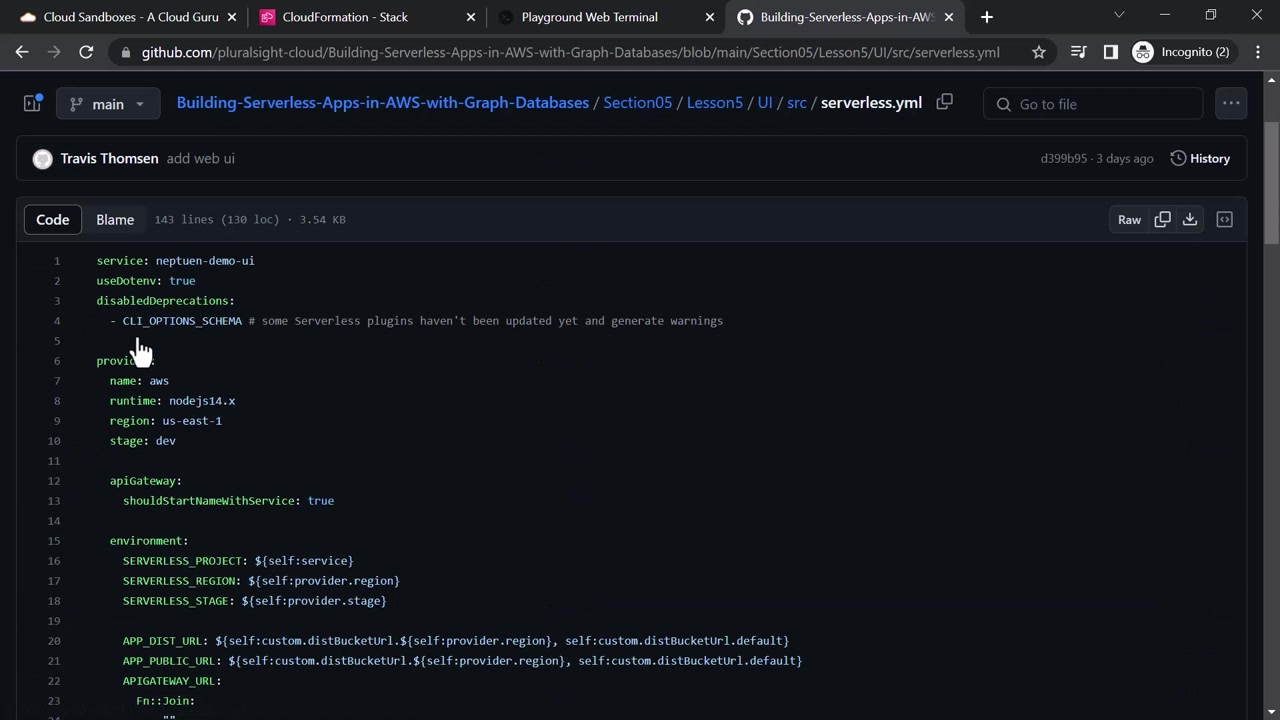 Cloud Sandboxes - A Cloud Guru
CloudFormation - Stack
Playground Web Terminal
Building-Serverless-Apps-in-AWS
github.com/pluralsight-cloud/Building-Serverless-Apps-in-AWS-with-Graph-Databases/blob/main/Section05/Lesson5/UI/src/serverless.yml
Incognito (2)
main
Building-Serverless-Apps-in-AWS-with-Graph-Databases / Section05 / Lesson5 / UI / src / serverless.yml
Go to file
Travis Thomsen add web ui
d399b95 · 3 days ago
History
Code
Blame
143 lines (130 loc) · 3.54 KB
Raw
1 service: neptuen-demo-ui
2 useDotenv: true
3 disabledDeprecations:
4 - CLI_OPTIONS_SCHEMA # some Serverless plugins haven't been updated yet and generate warnings
5
6 provi :
7 name: aws
8 runtime: nodejs14.x
9 region: us-east-1
10 stage: dev
11
12 apiGateway:
13 shouldStartNameWithService: true
14
15 environment:
16 SERVERLESS_PROJECT: ${self:service}
17 SERVERLESS_REGION: ${self:provider.region}
18 SERVERLESS_STAGE: ${self:provider.stage}
19
20 APP_DIST_URL: ${self:custom.distBucketUrl.${self:provider.region}, self:custom.distBucketUrl.default}
21 APP_PUBLIC_URL: ${self:custom.distBucketUrl.${self:provider.region}, self:custom.distBucketUrl.default}
22 APIGATEWAY_URL:
23 Fn::Join:
""